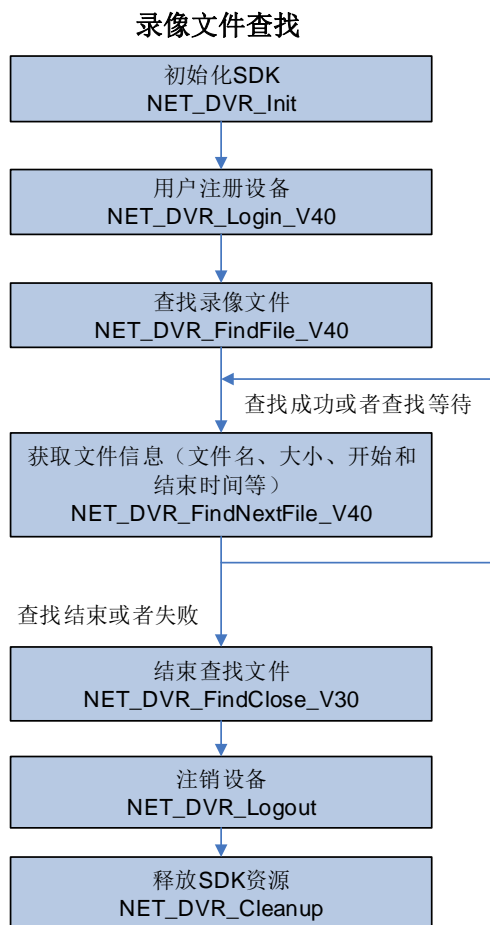 录像文件查找
初始化SDK
NET_DVR_Init
用户注册设备
NET_DVR_Login_V40
查找录像文件
NET_DVR_FindFile_V40
查找成功或者查找等待
获取文件信息（文件名、大小、开始和
结束时间等）
NET_DVR_FindNextFile_V40
查找结束或者失败
结束查找文件
NET_DVR_FindClose_V30
注销设备
NET_DVR_Logout
释放SDK资源
NET_DVR_Cleanup